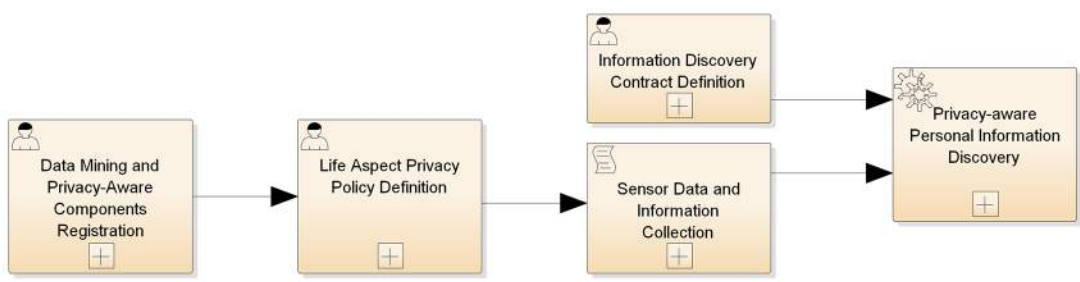 Data Mining and
Privacy-Aware
Components
Registration
Life Aspect Privacy
Policy Definition
Information Discovery
Contract Definition
Sensor Data and
Information
Collection
Privacy-aware
Personal Information
Discovery